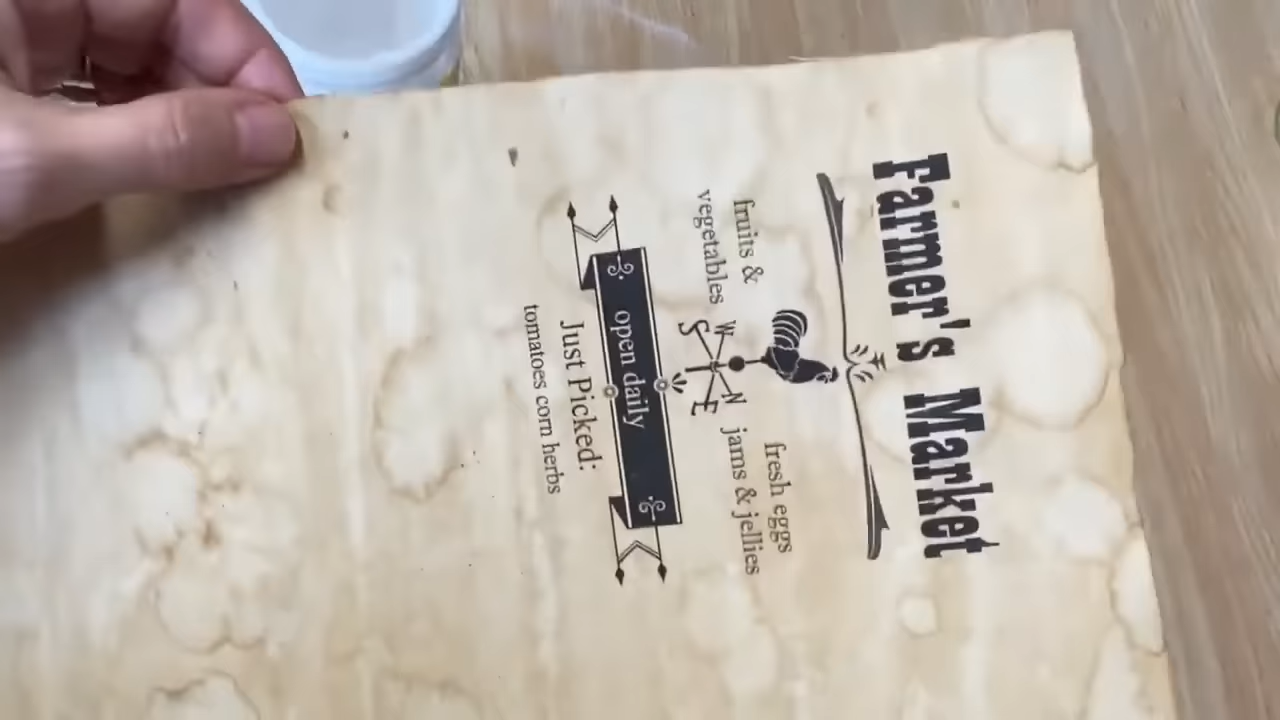 Farmer's Market
fruits &
vegetables
fresh eggs
jams & jellies
W
N
S
E
open daily
Just Picked:
tomatoes corn herbs